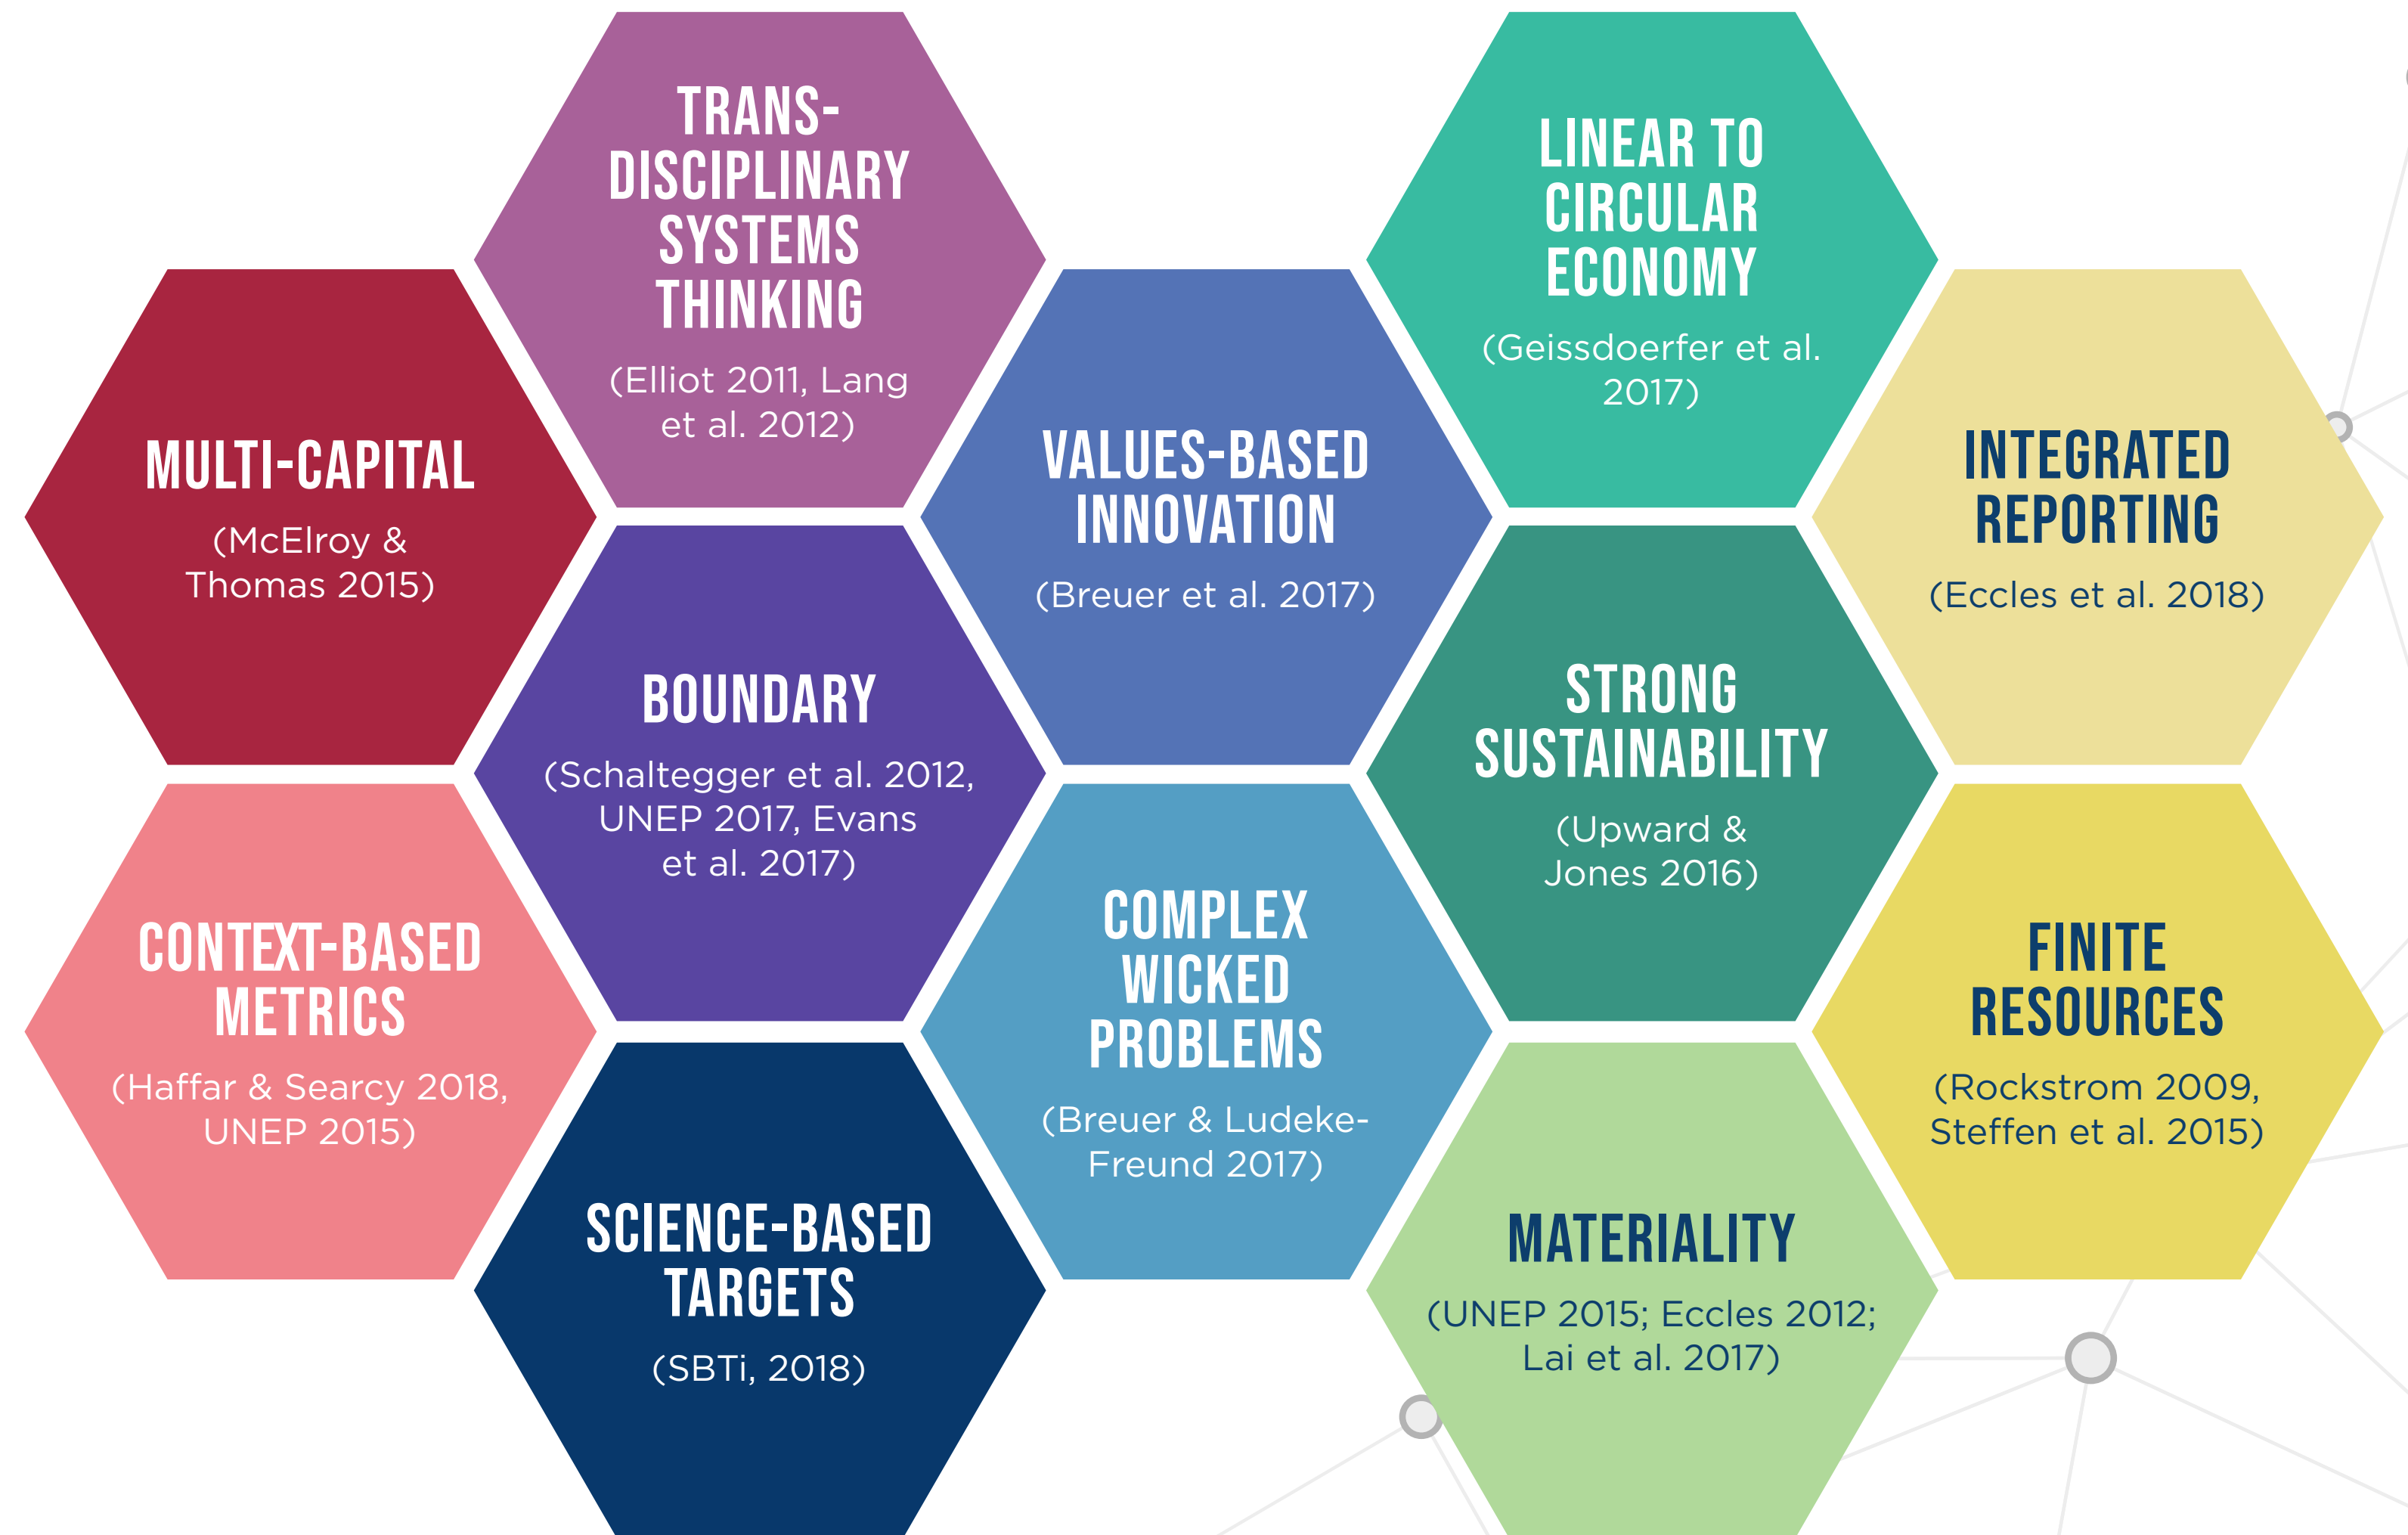 TRANS-
DISCIPLINARY
SYSTEMS
THINKING
(Elliot 2011, Lang
et al. 2012)
LINEAR TO
CIRCULAR
ECONOMY
(Geissdoerfer et al.
2017)
MULTI-CAPITAL
(McElroy &
Thomas 2015)
VALUES-BASED
INNOVATION
(Breuer et al. 2017)
INTEGRATED
REPORTING
(Eccles et al. 2018)
BOUNDARY
(Schaltegger et al. 2012,
UNEP 2017, Evans
et al. 2017)
STRONG
SUSTAINABILITY
(Upward &
Jones 2016)
CONTEXT-BASED
METRICS
(Haffar & Searcy 2018,
UNEP 2015)
COMPLEX
WICKED
PROBLEMS
(Breuer & Ludeke-
Freund 2017)
FINITE
RESOURCES
(Rockstrom 2009,
Steffen et al. 2015)
SCIENCE-BASED
TARGETS
(SBTi, 2018)
MATERIALITY
(UNEP 2015; Eccles 2012;
Lai et al. 2017)